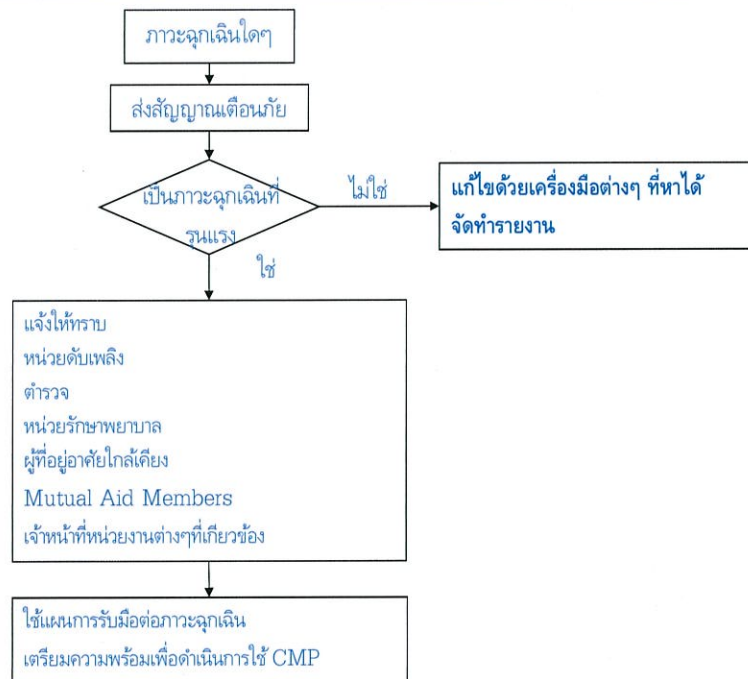 ภาวะฉุกเฉินใดๆ
ส่งสัญญาณเตือนภัย
เป็นภาวะฉุกเฉินที่
รุนแรง
ไม่ใช่
แก้ไขด้วยเครื่องมือต่างๆ ที่หาได้
จัดทำรายงาน
ใช่
แจ้งให้ทราบ
หน่วยดับเพลิง
ตำรวจ
หน่วยรักษาพยาบาล
ผู้ที่อยู่อาศัยใกล้เคียง
Mutual Aid Members
เจ้าหน้าที่หน่วยงานต่างๆที่เกี่ยวข้อง
ใช้แผนการรับมือต่อภาวะฉุกเฉิน
เตรียมความพร้อมเพื่อดำเนินการใช้ CMP